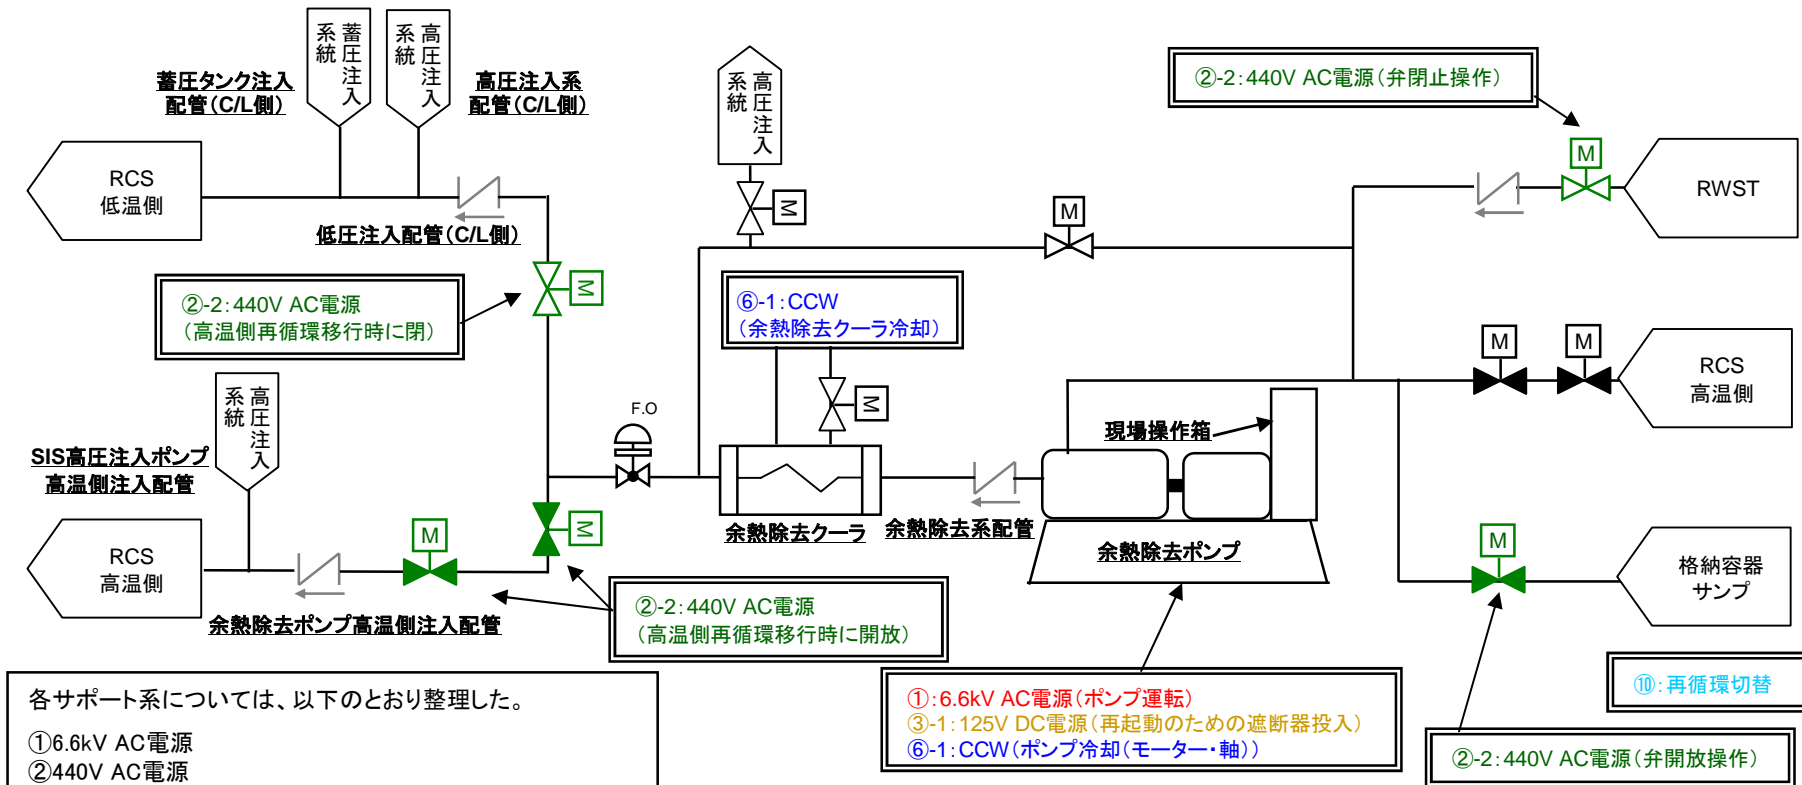 蓄圧注入
系統
高圧注入
系統
蓄圧タンク注入
配管(C/L側)
高圧注入系
配管(C/L側)
高圧注入
系統
②-2:440V AC電源(弁閉止操作)
M
RCS
低温側
RWST
低圧注入配管(C/L側)
M
M
M
②-2:440V AC電源
(高温側再循環移行時に閉)
⑥-1:CCW
(余熱除去クーラ冷却)
M
M
M
RCS
高温側
高圧注入
系統
F.O
M
現場操作箱
SIS高圧注入ポンプ
高温側注入配管
余熱除去クーラ
余熱除去系配管
余熱除去ポンプ
M
M
M
RCS
高温側
格納容器
サンプ
余熱除去ポンプ高温側注入配管
②-2:440V AC電源
(高温側再循環移行時に開放)
各サポート系については、以下のとおり整理した。
①6.6kV AC電源
②440V AC電源
①:6.6kV AC電源(ポンプ運転)
③-1:125V DC電源(再起動のための遮断器投入)
⑥-1:CCW(ポンプ冷却(モーター・軸))
⑩:再循環切替
②-2:440V AC電源(弁開放操作)